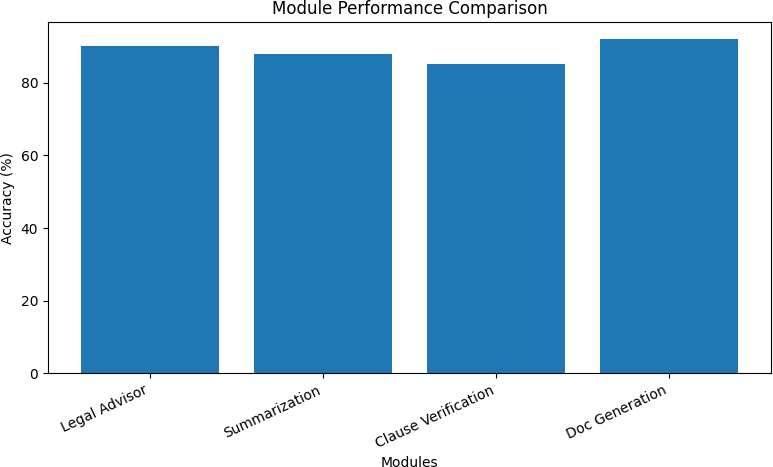 Module Performance Comparison
Accuracy (%)
80
60
40
20
0
Legal Advisor
Summarization
Clause Verification
Doc Generation
Modules